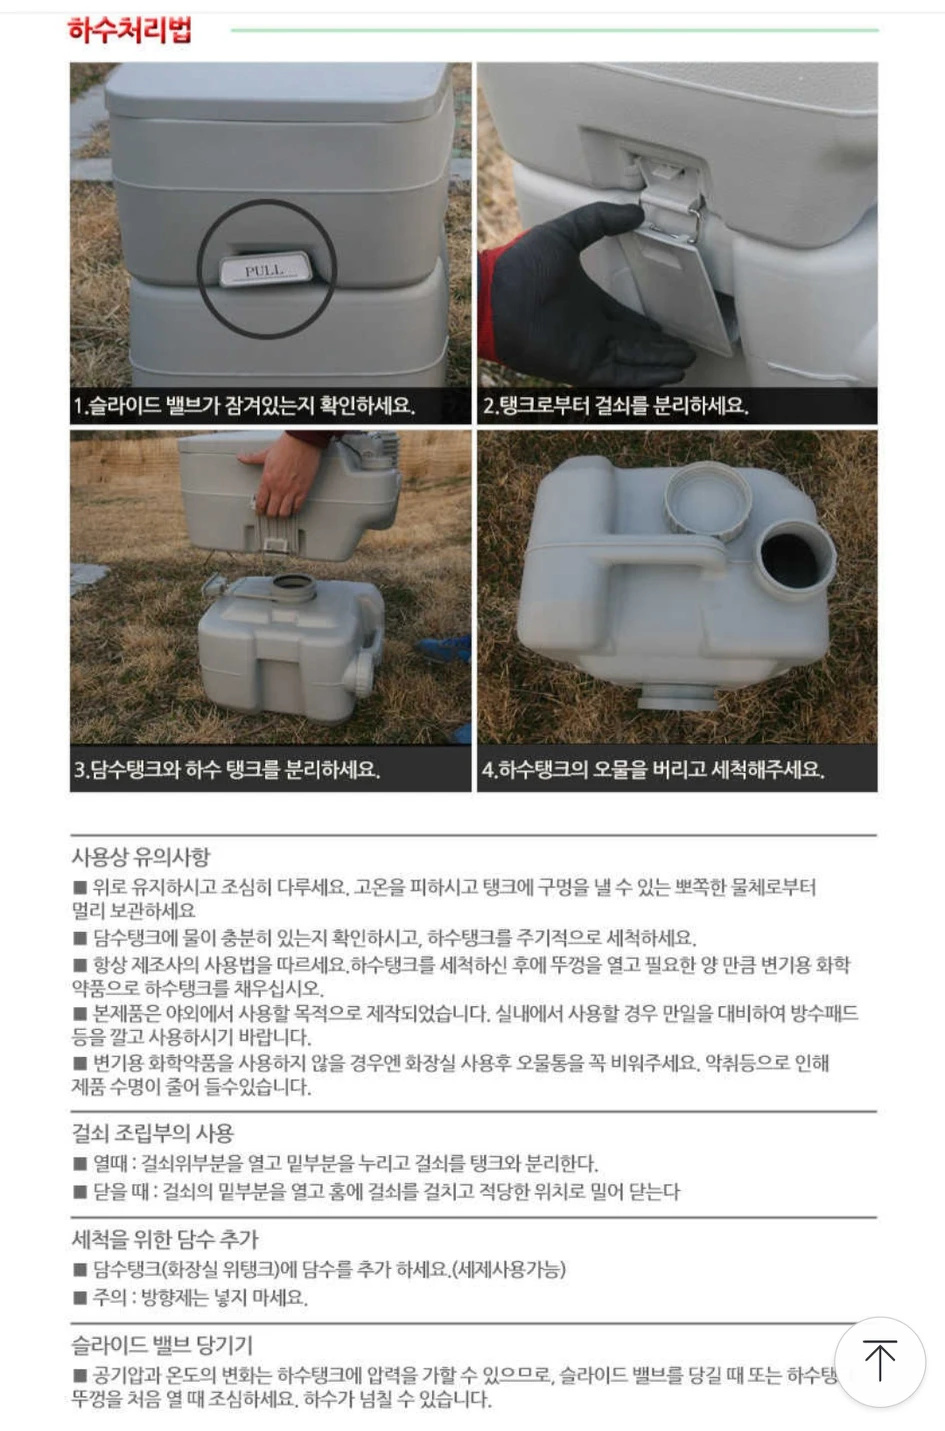 하수처리법
PULL
1.슬라이드 밸브가 잠겨있는지 확인하세요.
2.탱크로부터 걸쇠를 분리하세요.
3.담수탱크와 하수 탱크를 분리하세요.
4.하수탱크의 오물을 버리고 세척해주세요.
사용상 유의사항
■ 위로 유지하시고 조심히 다루세요. 고온을 피하시고 탱크에 구멍을 낼 수 있는 뾰쪽한 물체로부터
멀리 보관하세요
■ 담수탱크에 물이 충분히 있는지 확인하시고, 하수탱크를 주기적으로 세척하세요.
■ 항상 제조사의 사용법을 따르세요.하수탱크를 세척하신 후에 뚜껑을 열고 필요한 양 만큼 변기용 화학
약품으로 하수탱크를 채우십시오.
■ 본제품은 야외에서 사용할 목적으로 제작되었습니다. 실내에서 사용할 경우 만일을 대비하여 방수패드
등을 깔고 사용하시기 바랍니다.
■ 변기용 화학약품을 사용하지 않을 경우엔 화장실 사용후 오물통을 꼭 비워주세요. 악취등으로 인해
제품 수명이 줄어 들수있습니다.
걸쇠 조립부의 사용
■ 열때 : 걸쇠위부분을 열고 밑부분을 누리고 걸쇠를 탱크와 분리한다.
■ 닫을 때 : 걸쇠의 밑부분을 열고 홈에 걸쇠를 걸치고 적당한 위치로 밀어 닫는다
세척을 위한 담수 추가
■ 담수탱크(화장실 위탱크)에 담수를 추가 하세요.(세제사용가능)
■ 주의 : 방향제는 넣지 마세요.
슬라이드 밸브 당기기
■ 공기압과 온도의 변화는 하수탱크에 압력을 가할 수 있으므로, 슬라이드 밸브를 당길 때 또는 하수탱
뚜껑을 처음 열 때 조심하세요. 하수가 넘칠 수 있습니다.